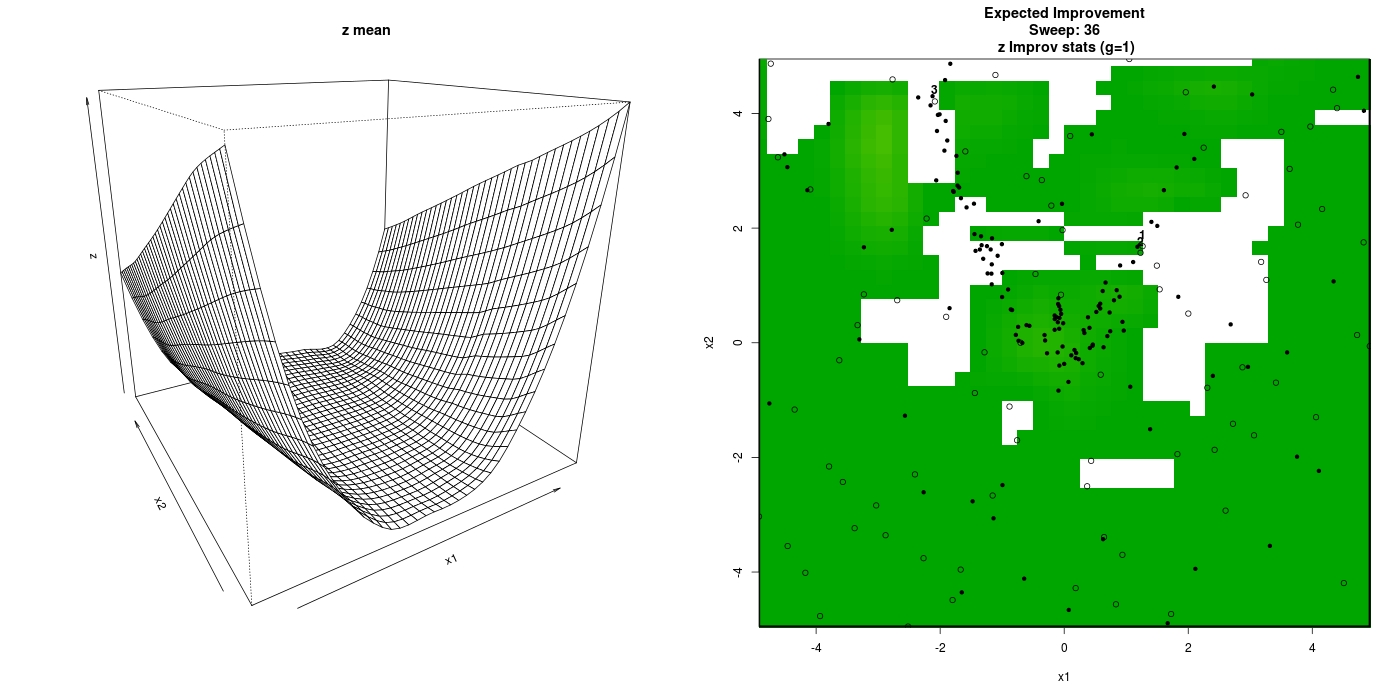 z mean
z
x2
x1
Expected Improvement
Sweep: 36
z Improv stats (g=1)
x2
4
2
0
-2
-4
3
1
2
-4
-2
0
2
4
x1